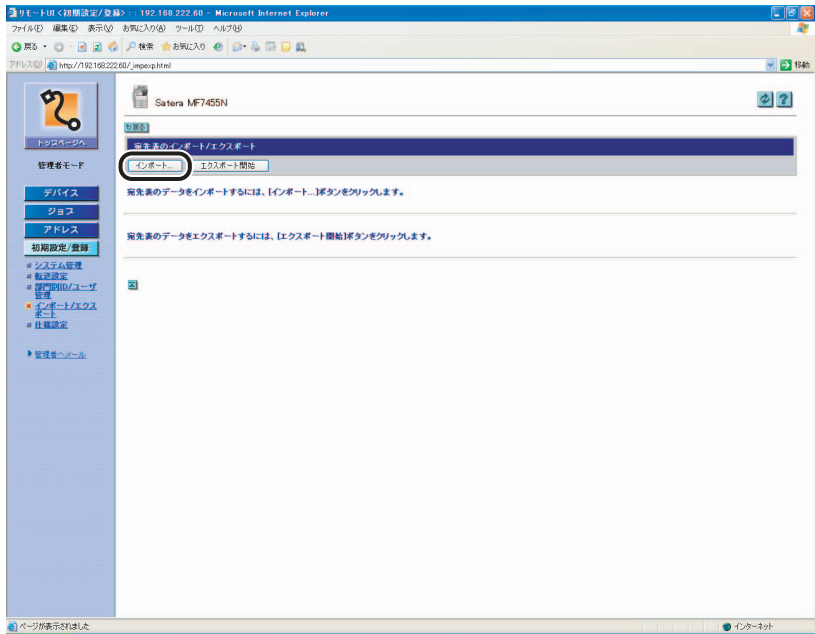 リモートUI <初期設定/登録> : : 192.168.222.60 - Microsoft Internet Explorer
ファイル(F) 編集(E) 表示(V) お気に入り(A) ツール(T) ヘルプ(H)
戻る 検索 お気に入り
アドレス(D) http://192.168.222.60/_impexp.html 移動
Satera MF7455N
戻る
トップページへ
宛先表のインポート/エクスポート
管理者モード
インポート... エクスポート開始
宛先表のデータをインポートするには、[インポート...]ボタンをクリックします。
宛先表のデータをエクスポートするには、[エクスポート開始]ボタンをクリックします。
デバイス
ジョブ
アドレス
初期設定/登録
システム管理
転送設定
部門別ID/ユーザ
管理
インポート/エクス
ポート
仕様設定
管理者へメール
ページが表示されました インターネット